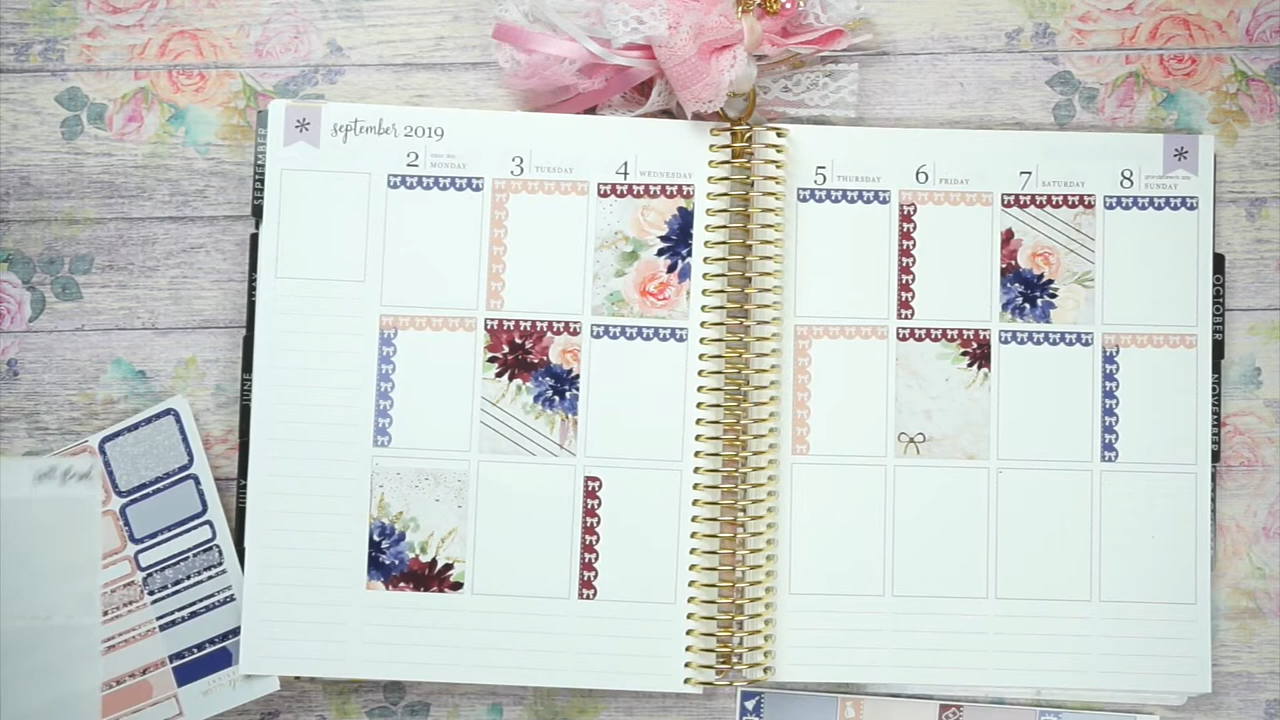 september 2019
2 MONDAY
3 TUESDAY
4 WEDNESDAY
5 THURSDAY
6 FRIDAY
7 SATURDAY
8 SUNDAY
SEPTEMBER
MAY
JUNE
JULY
OCTOBER
NOVEMBER